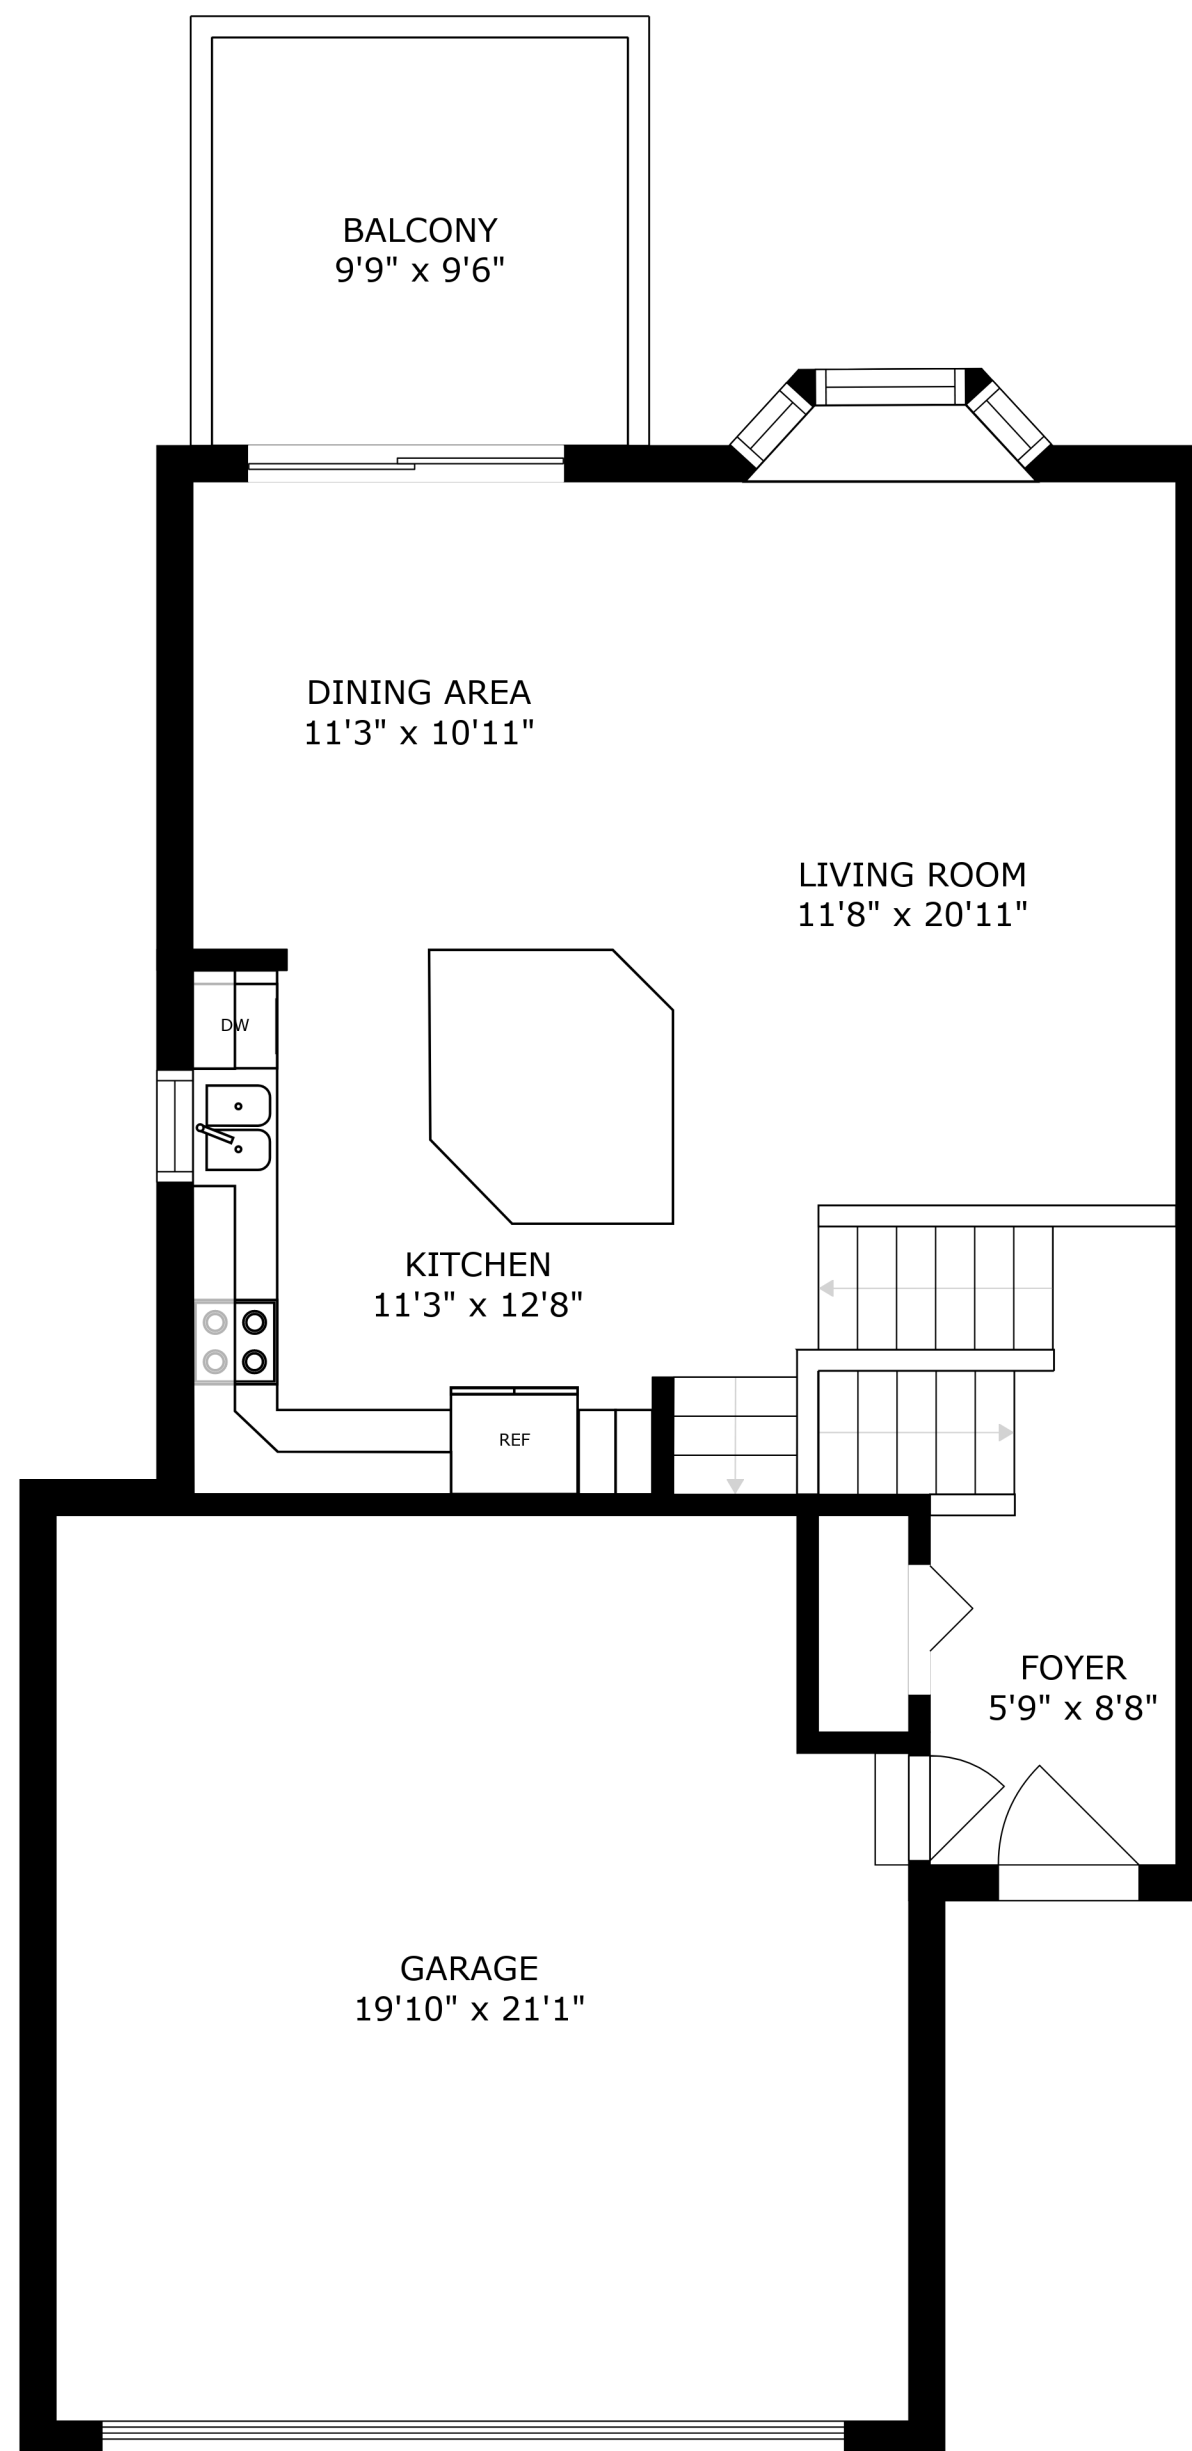 BALCONY
9'9" x 9'6"
DINING AREA
11'3" x 10'11"
LIVING ROOM
11'8" x 20'11"
DW
KITCHEN
11'3" x 12'8"
REF
FOYER
5'9" x 8'8"
GARAGE
19'10" x 21'1"